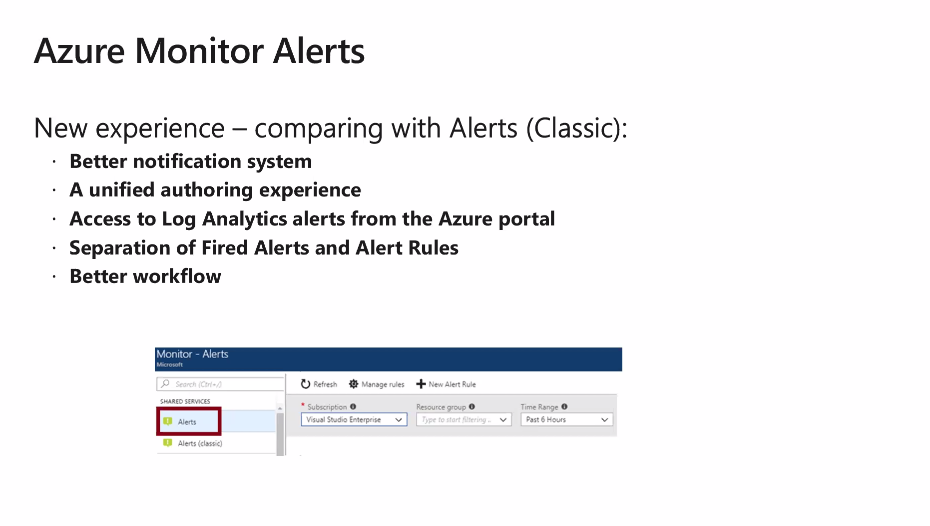 Azure Monitor Alerts
New experience – comparing with Alerts (Classic):
· Better notification system
· A unified authoring experience
· Access to Log Analytics alerts from the Azure portal
· Separation of Fired Alerts and Alert Rules
· Better workflow
Monitor - Alerts
Microsoft
Search (Ctrl+/)
Refresh Manage rules New Alert Rule
SHARED SERVICES
* Subscription Resource group Time Range
Alerts
Visual Studio Enterprise Type to start filtering .. Past 6 Hours
Alerts (classic)